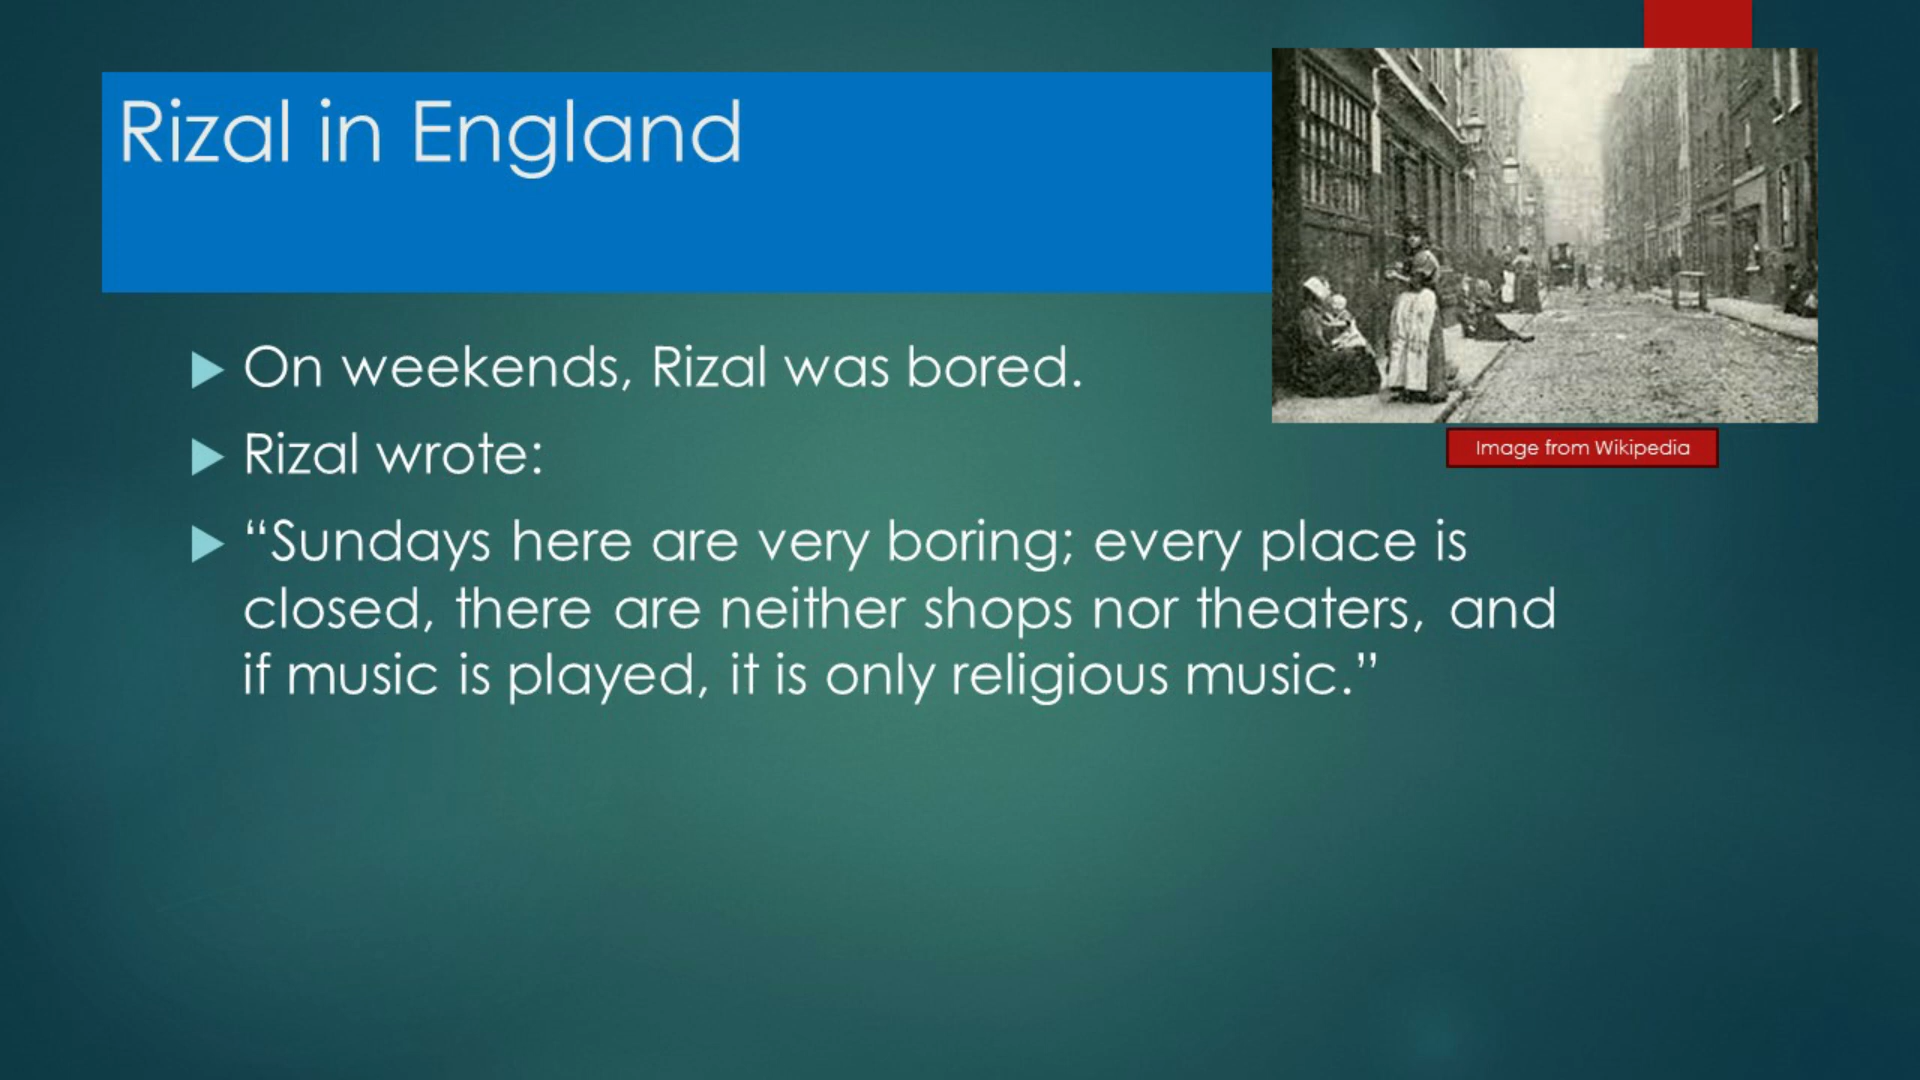 Rizal in England
On weekends, Rizal was bored.
Rizal wrote:
“Sundays here are very boring; every place is
closed, there are neither shops nor theaters, and
if music is played, it is only religious music.”
Image from Wikipedia